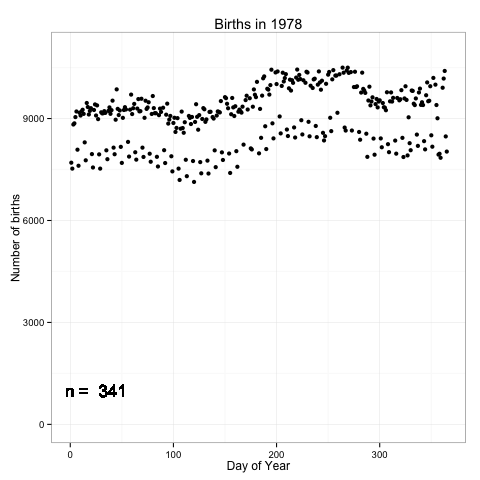 Births in 1978
9000
6000
3000
0
Number of births
n = 341
0 100 200 300
Day of Year